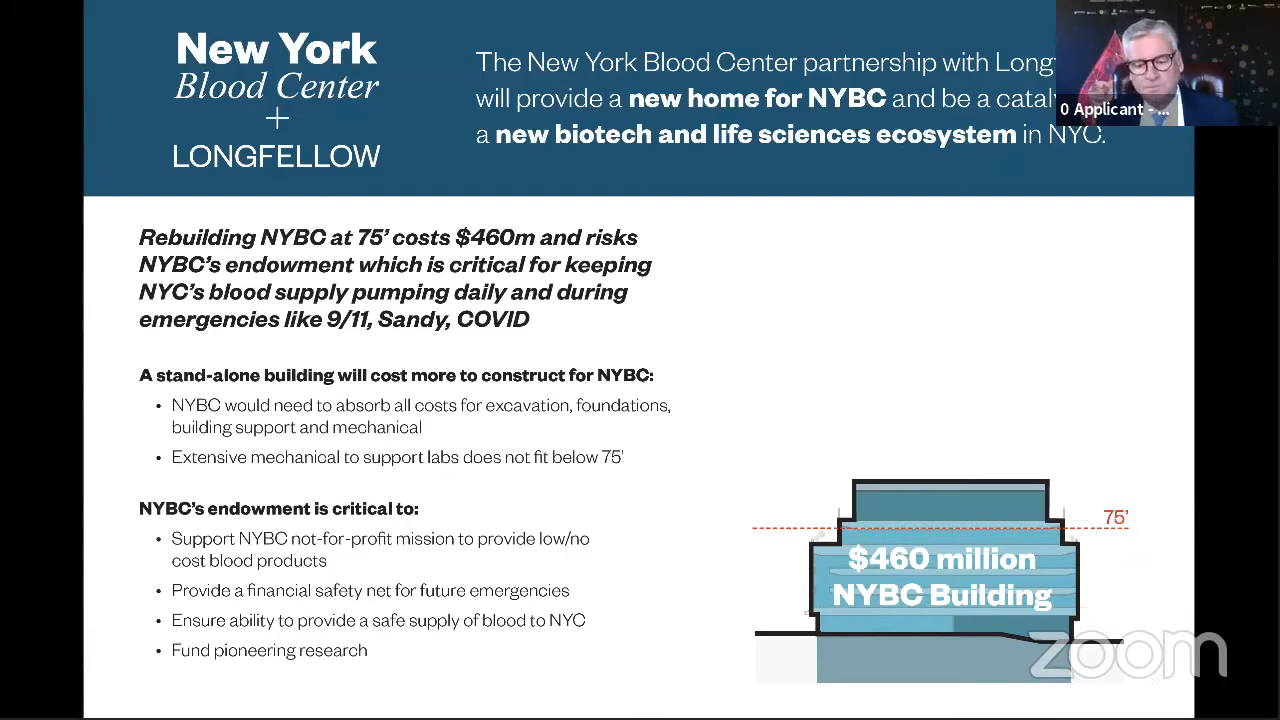 New York
Blood Center
+
LONGFELLOW
The New York Blood Center partnership with
will provide a new home for NYBC and be a
a new biotech and life sciences ecosystem in NYC.
0 Applicant - ...
Rebuilding NYBC at 75’ costs $460m and risks
NYBC’s endowment which is critical for keeping
NYC’s blood supply pumping daily and during
emergencies like 9/11, Sandy, COVID
A stand-alone building will cost more to construct for NYBC:
• NYBC would need to absorb all costs for excavation, foundations,
building support and mechanical
• Extensive mechanical to support labs does not fit below 75’
NYBC’s endowment is critical to:
• Support NYBC not-for-profit mission to provide low/no
cost blood products
• Provide a financial safety net for future emergencies
• Ensure ability to provide a safe supply of blood to NYC
• Fund pioneering research
75’
$460 million
NYBC Building
zoom